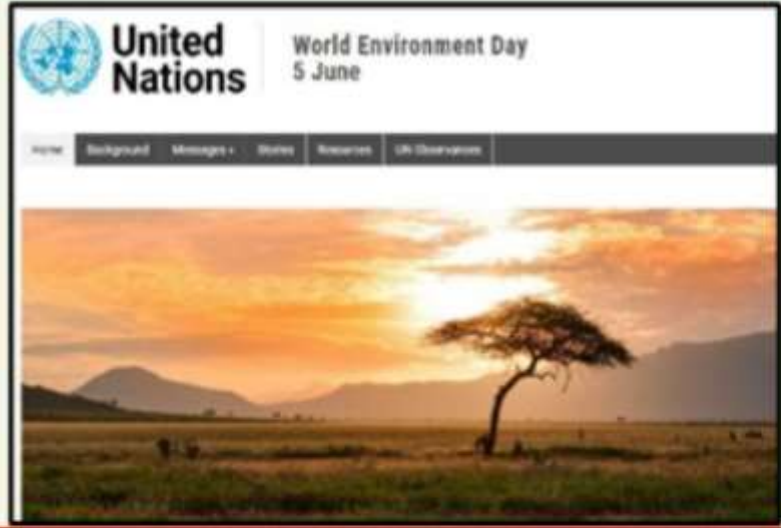 United
Nations
World Environment Day
5 June
Home Background Messages Stories Resources UN Observances